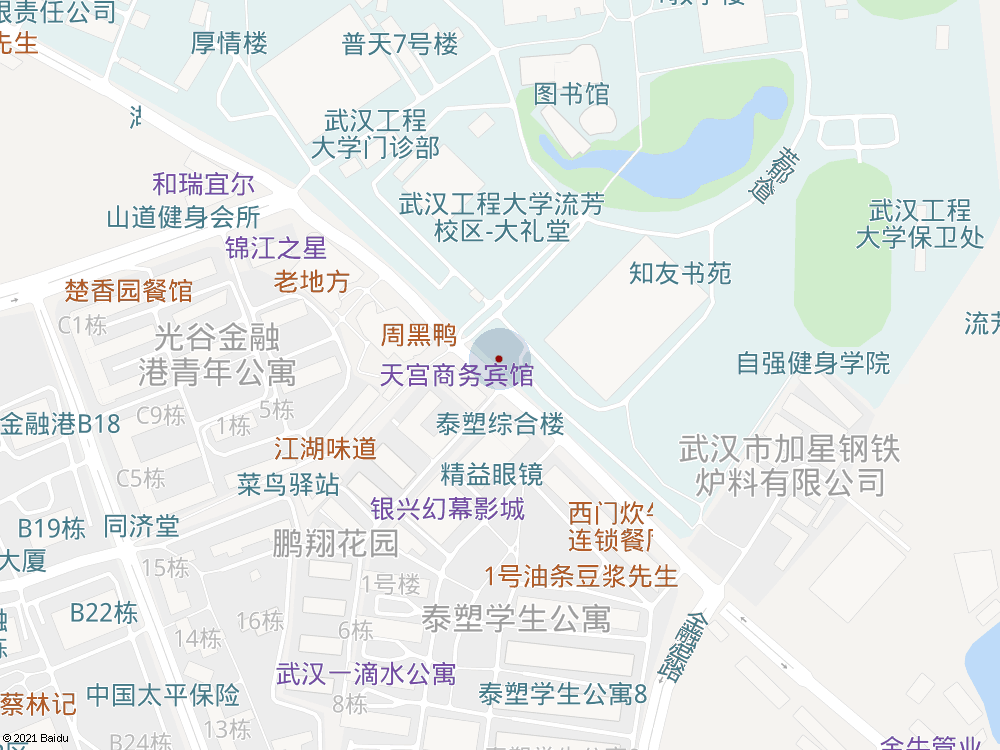 限责任公司
先生
厚情楼
普天7号楼
图书馆
武汉工程
大学门诊部
和瑞宜尔
山道健身会所
武汉工程大学流芳
校区-大礼堂
武汉工程
大学保卫处
锦江之星
老地方
知友书苑
楚香园餐馆
C1栋
光谷金融
港青年公寓
周黑鸭
流芳
天宫商务宾馆
自强健身学院
C9栋
5栋
1栋
金融港B18
泰塑综合楼
江湖味道
武汉市加星钢铁
炉料有限公司
C5栋
菜鸟驿站
精益眼镜
银兴幻幕影城
B19栋
同济堂
西门炊
连锁餐
鹏翔花园
大厦
15栋
1号楼
1号油条豆浆先生
B22栋
16栋
泰塑学生公寓
金融港路
融
栋
14栋
6栋
武汉一滴水公寓
中国太平保险
泰塑学生公寓8
蔡林记
8栋
13栋
B24栋
金牛管业
© 2021 Baidu